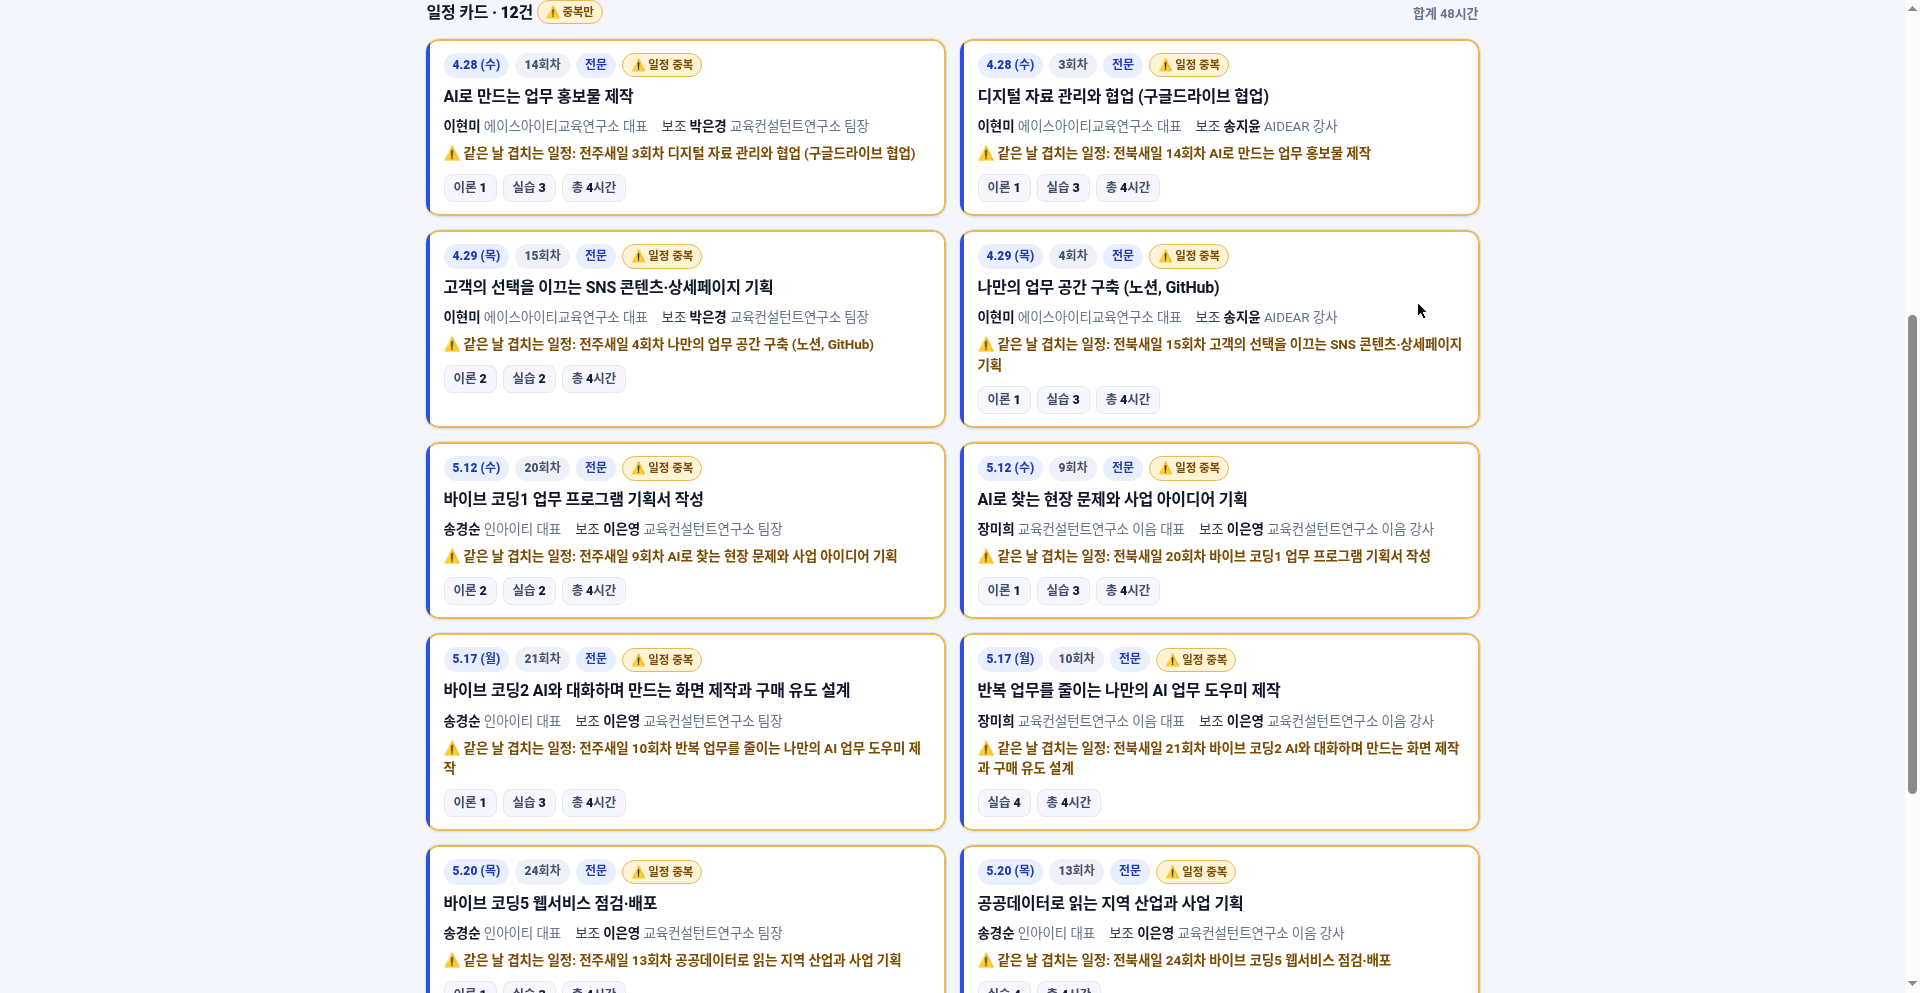 일정 카드 · 12건 ⚠️ 중복만
합계 48시간
4.28 (수) 14회차 전문 ⚠️ 일정 중복
AI로 만드는 업무 홍보물 제작
이현미 에이스아이티교육연구소 대표 보조 박은경 교육컨설턴트연구소 팀장
⚠️ 같은 날 겹치는 일정: 전주새일 3회차 디지털 자료 관리와 협업 (구글드라이브 협업)
이론 1 실습 3 총 4시간
4.28 (수) 3회차 전문 ⚠️ 일정 중복
디지털 자료 관리와 협업 (구글드라이브 협업)
이현미 에이스아이티교육연구소 대표 보조 송지윤 AIDEAR 강사
⚠️ 같은 날 겹치는 일정: 전북새일 14회차 AI로 만드는 업무 홍보물 제작
이론 1 실습 3 총 4시간
4.29 (목) 15회차 전문 ⚠️ 일정 중복
고객의 선택을 이끄는 SNS 콘텐츠·상세페이지 기획
이현미 에이스아이티교육연구소 대표 보조 박은경 교육컨설턴트연구소 팀장
⚠️ 같은 날 겹치는 일정: 전주새일 4회차 나만의 업무 공간 구축 (노션, GitHub)
이론 2 실습 2 총 4시간
4.29 (목) 4회차 전문 ⚠️ 일정 중복
나만의 업무 공간 구축 (노션, GitHub)
이현미 에이스아이티교육연구소 대표 보조 송지윤 AIDEAR 강사
⚠️ 같은 날 겹치는 일정: 전북새일 15회차 고객의 선택을 이끄는 SNS 콘텐츠·상세페이지
기획
이론 1 실습 3 총 4시간
5.12 (수) 20회차 전문 ⚠️ 일정 중복
바이브 코딩1 업무 프로그램 기획서 작성
송경순 인아이티 대표 보조 이은영 교육컨설턴트연구소 팀장
⚠️ 같은 날 겹치는 일정: 전주새일 9회차 AI로 찾는 현장 문제와 사업 아이디어 기획
이론 2 실습 2 총 4시간
5.12 (수) 9회차 전문 ⚠️ 일정 중복
AI로 찾는 현장 문제와 사업 아이디어 기획
장미희 교육컨설턴트연구소 이음 대표 보조 이은영 교육컨설턴트연구소 이음 강사
⚠️ 같은 날 겹치는 일정: 전북새일 20회차 바이브 코딩1 업무 프로그램 기획서 작성
이론 1 실습 3 총 4시간
5.17 (월) 21회차 전문 ⚠️ 일정 중복
바이브 코딩2 AI와 대화하며 만드는 화면 제작과 구매 유도 설계
송경순 인아이티 대표 보조 이은영 교육컨설턴트연구소 팀장
⚠️ 같은 날 겹치는 일정: 전주새일 10회차 반복 업무를 줄이는 나만의 AI 업무 도우미 제
작
이론 1 실습 3 총 4시간
5.17 (월) 10회차 전문 ⚠️ 일정 중복
반복 업무를 줄이는 나만의 AI 업무 도우미 제작
장미희 교육컨설턴트연구소 이음 대표 보조 이은영 교육컨설턴트연구소 이음 강사
⚠️ 같은 날 겹치는 일정: 전북새일 21회차 바이브 코딩2 AI와 대화하며 만드는 화면 제작
과 구매 유도 설계
실습 4 총 4시간
5.20 (목) 24회차 전문 ⚠️ 일정 중복
바이브 코딩5 웹서비스 점검·배포
송경순 인아이티 대표 보조 이은영 교육컨설턴트연구소 팀장
⚠️ 같은 날 겹치는 일정: 전주새일 13회차 공공데이터로 읽는 지역 산업과 사업 기획
이론 1 실습 3 총 4시간
5.20 (목) 13회차 전문 ⚠️ 일정 중복
공공데이터로 읽는 지역 산업과 사업 기획
송경순 인아이티 대표 보조 이은영 교육컨설턴트연구소 이음 강사
⚠️ 같은 날 겹치는 일정: 전북새일 24회차 바이브 코딩5 웹서비스 점검·배포
실습 4 총 4시간